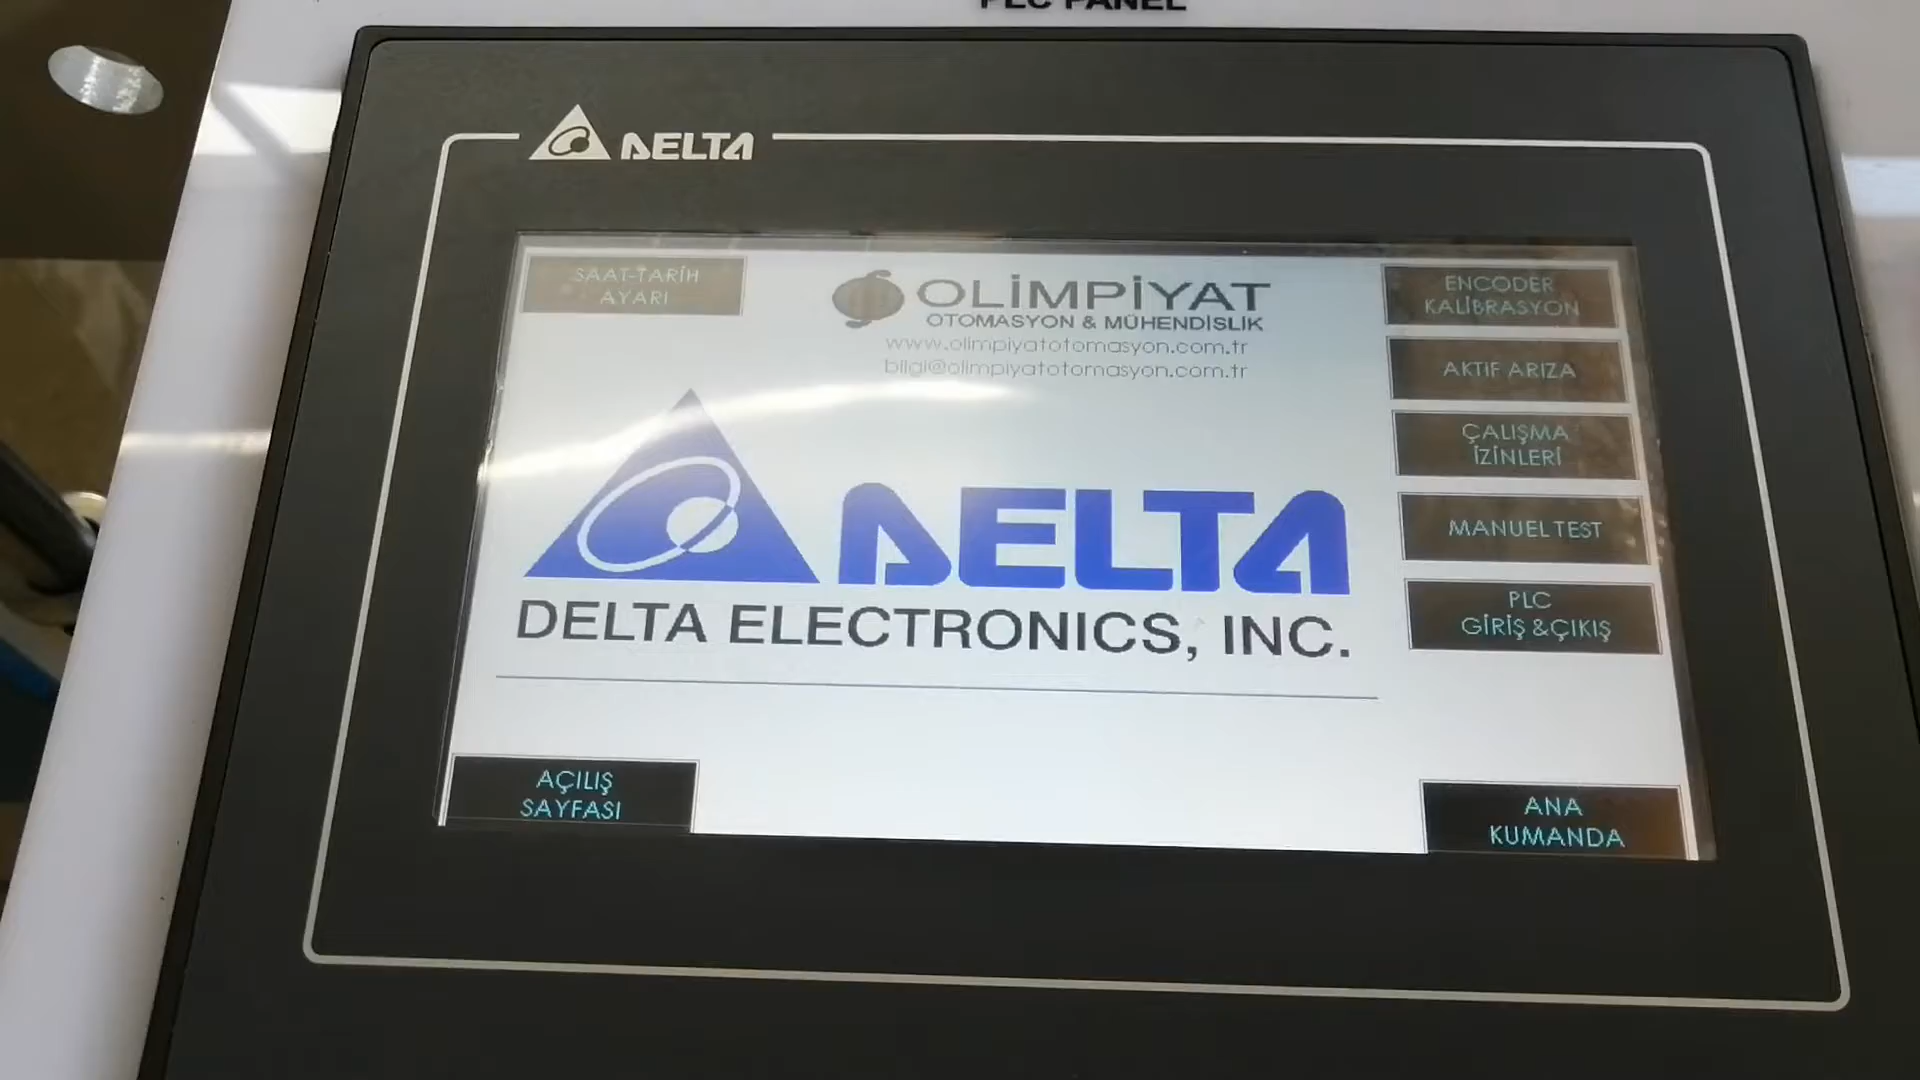 PLC PANEL
DELTA
SAAT-TARİH
AYARI
OLİMPİYAT
OTOMASYON & MÜHENDİSLİK
www.olimpiyatotomasyon.com.tr
bilgi@olimpiyatotomasyon.com.tr
ENCODER
KALİBRASYON
AKTİF ARIZA
ÇALIŞMA
İZİNLERİ
MANUEL TEST
PLC
GİRİŞ &ÇIKIŞ
DELTA
DELTA ELECTRONICS, INC.
AÇILIŞ
SAYFASI
ANA
KUMANDA